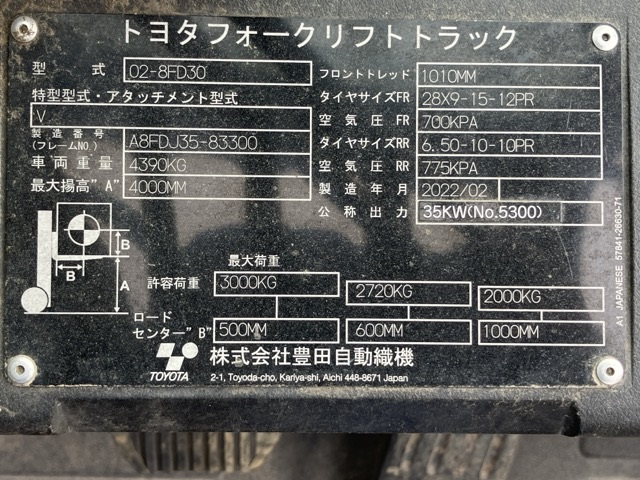 トヨタフォークリフトトラック
型式 02-8FD30 フロントトレッド 1010MM
特型型式・アタッチメント型式 タイヤサイズFR 28X9-15-12PR
V 空気圧FR 700KPA
製造番号(フレームNO.) A8FDJ35-83300 タイヤサイズRR 6.50-10-10PR
車両重量 4390KG 空気圧RR 775KPA
最大揚高"A" 4000MM 製造年月 2022/02
公称出力 35KW(No.5300)
B
B
A
最大荷重
許容荷重 3000KG 2720KG 2000KG
ロードセンター"B" 500MM 600MM 1000MM
TOYOTA 株式会社豊田自動織機
2-1, Toyoda-cho, Kariya-shi, Aichi 448-8671 Japan
A1 JAPANESE 57841-26630-71